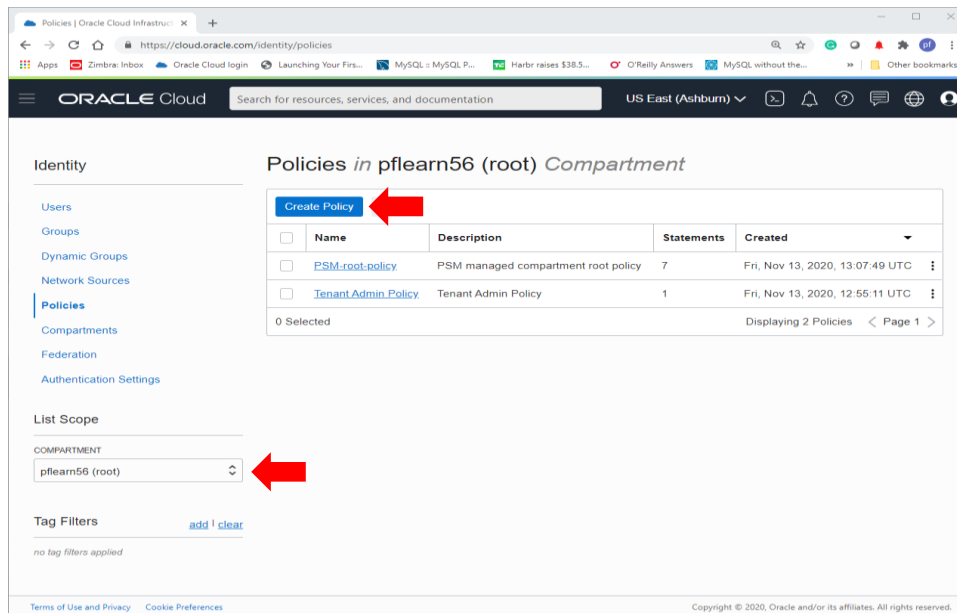 Policies | Oracle Cloud Infrastruct
https://cloud.oracle.com/identity/policies
Apps Zimbra: Inbox Oracle Cloud login Launching Your Firs... MySQL :: MySQL P... Harbr raises $38.5... O'Reilly Answers MySQL without the... » Other bookmarks
ORACLE Cloud Search for resources, services, and documentation US East (Ashburn)
Identity
Users
Groups
Dynamic Groups
Network Sources
Policies
Compartments
Federation
Authentication Settings
List Scope
COMPARTMENT
pflearn56 (root)
Tag Filters add | clear
no tag filters applied
Policies in pflearn56 (root) Compartment
Create Policy
Name Description Statements Created
PSM-root-policy PSM managed compartment root policy 7 Fri, Nov 13, 2020, 13:07:49 UTC
Tenant Admin Policy Tenant Admin Policy 1 Fri, Nov 13, 2020, 12:55:11 UTC
0 Selected Displaying 2 Policies < Page 1 >
Terms of Use and Privacy Cookie Preferences Copyright © 2020, Oracle and/or its affiliates. All rights reserved.